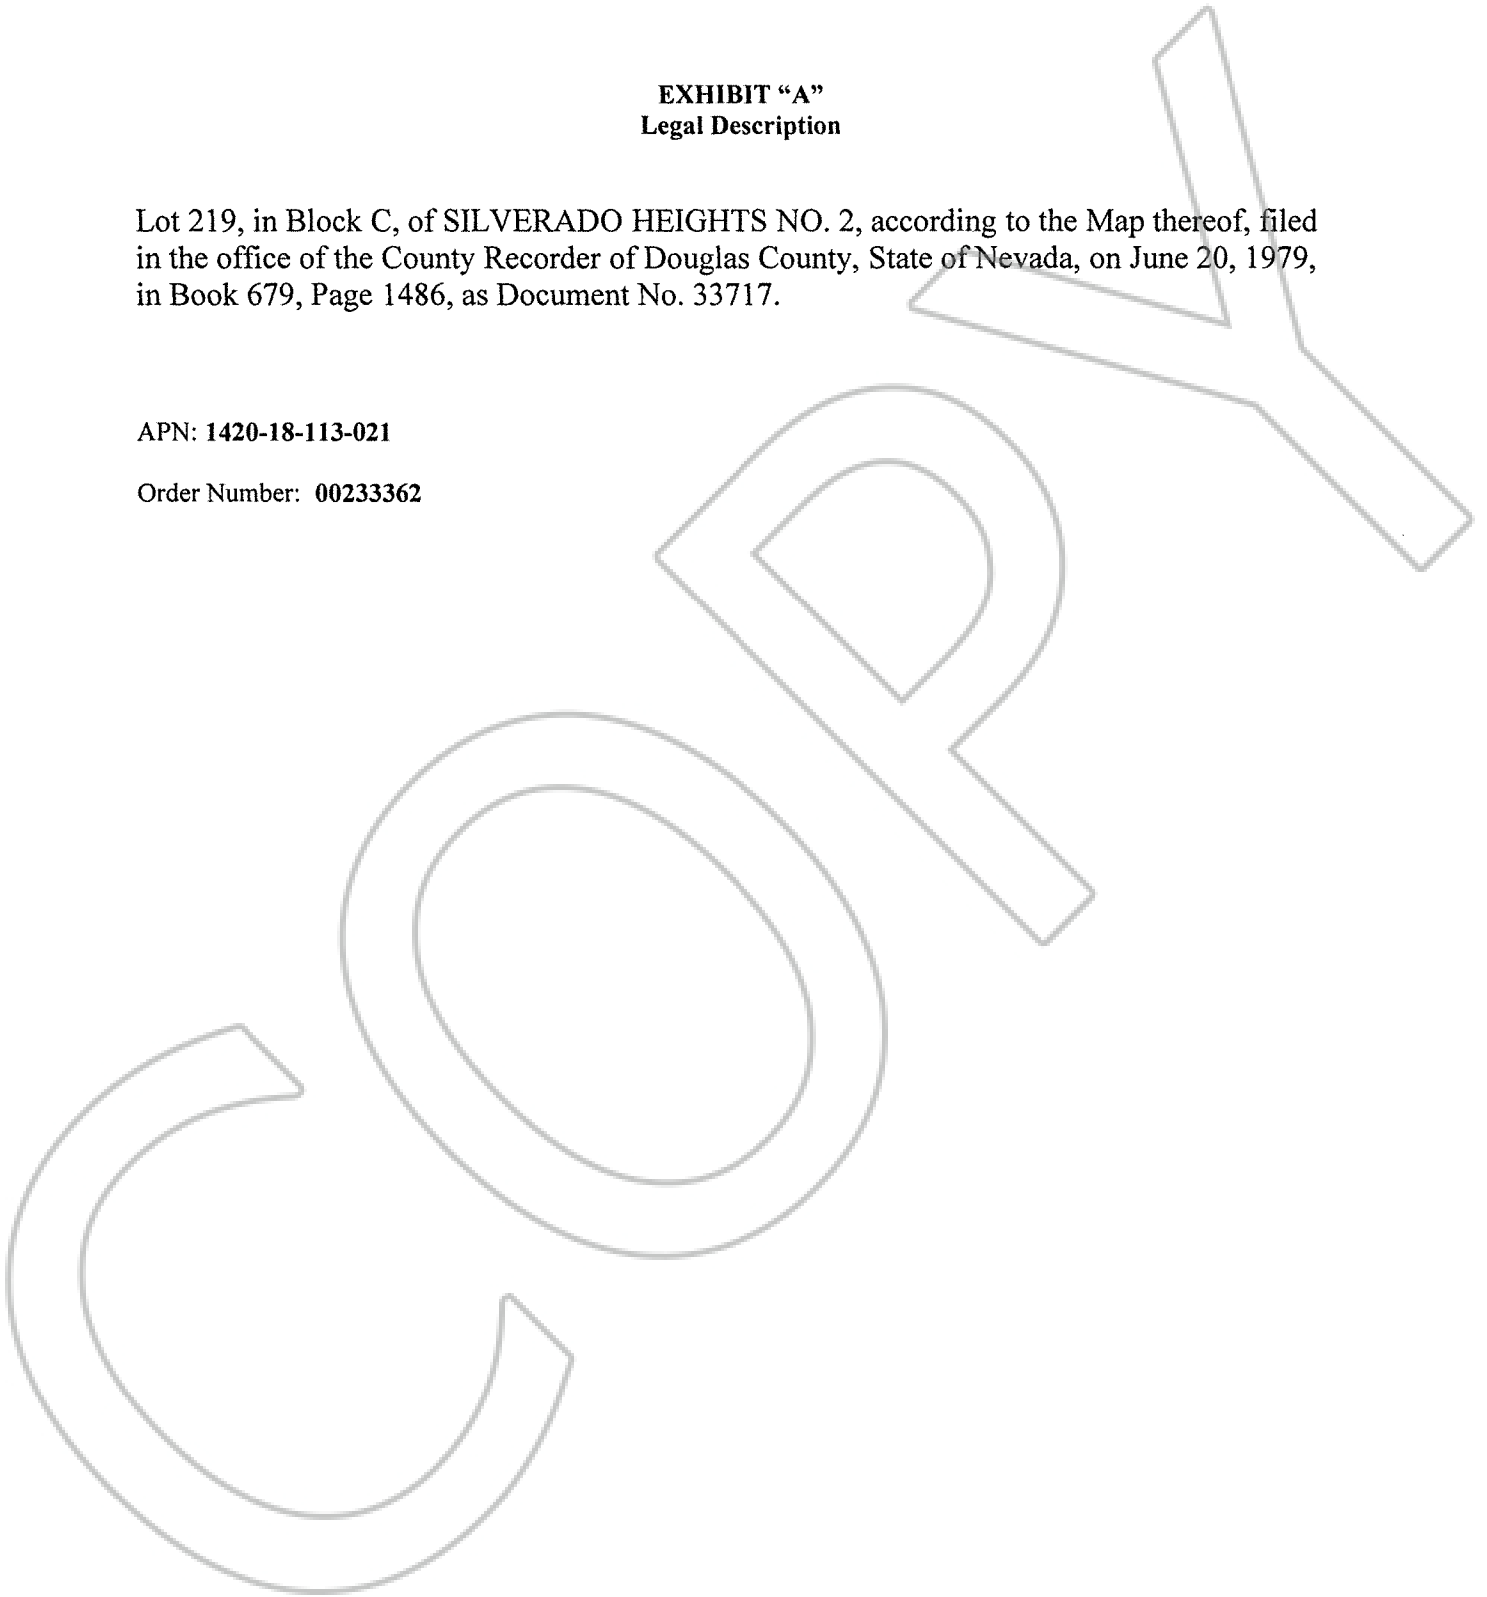 EXHIBIT “A”
Legal Description
Lot 219, in Block C, of SILVERADO HEIGHTS NO. 2, according to the Map thereof, filed
in the office of the County Recorder of Douglas County, State of Nevada, on June 20, 1979,
in Book 679, Page 1486, as Document No. 33717.
APN: 1420-18-113-021
Order Number: 00233362
COPY